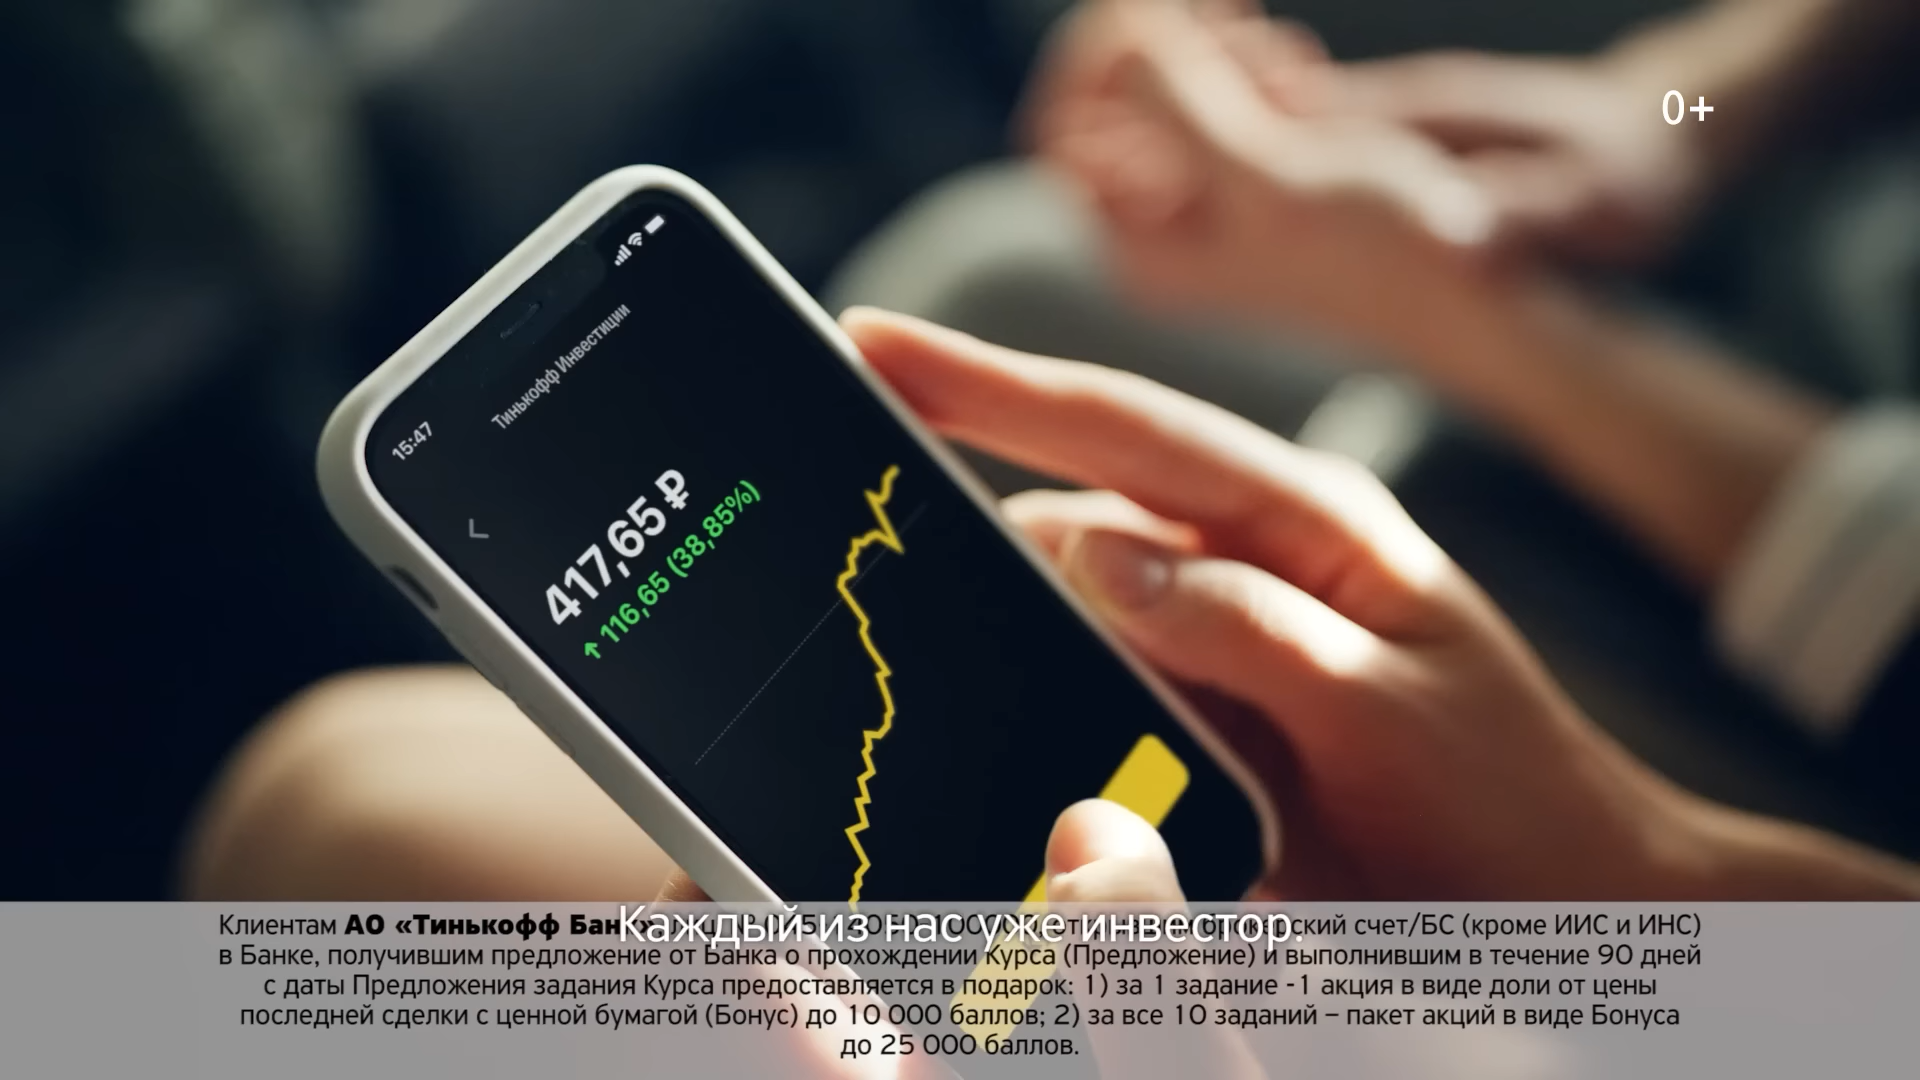 0+
15:47
Тинькофф Инвестиции
417,65 ₽
↑ 116,65 (38,85%)
Каждый из нас уже инвестор.
Клиентам АО «Тинькофф Банк» счет/БС (кроме ИИС и ИНС)
в Банке, получившим предложение от Банка о прохождении Курса (Предложение) и выполнившим в течение 90 дней
с даты Предложения задания Курса предоставляется в подарок: 1) за 1 задание -1 акция в виде доли от цены
последней сделки с ценной бумагой (Бонус) до 10 000 баллов; 2) за все 10 заданий – пакет акций в виде Бонуса
до 25 000 баллов.